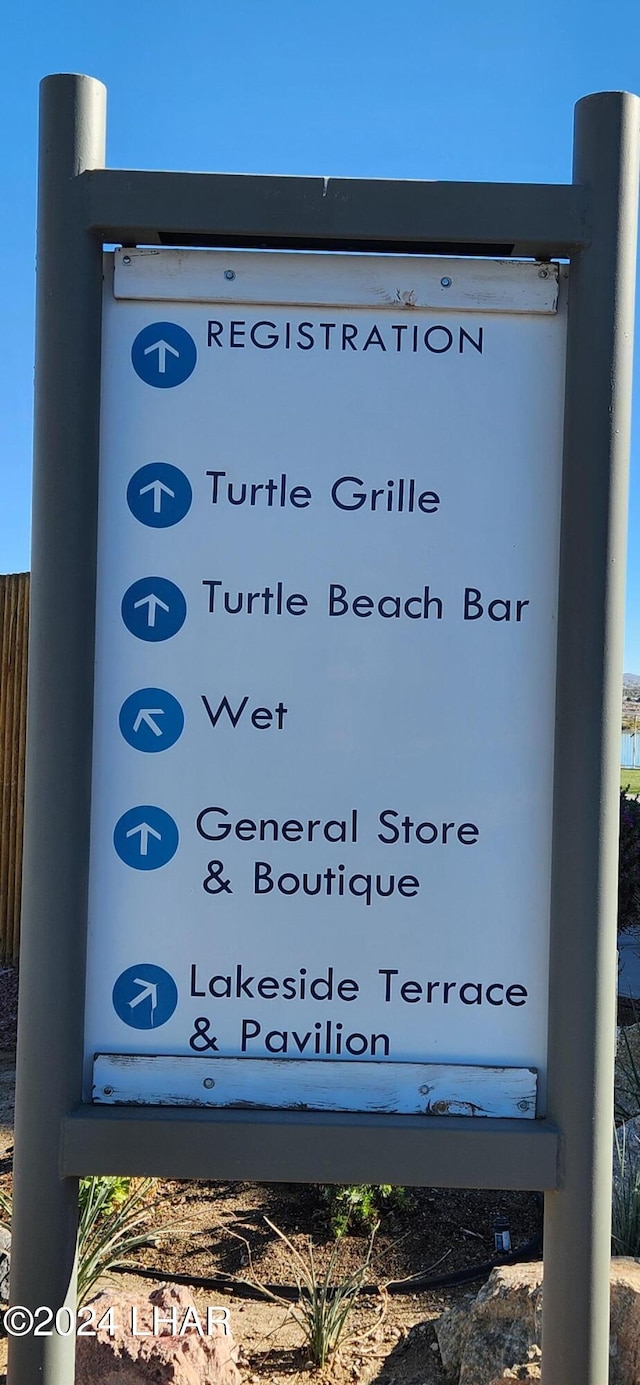 REGISTRATION
Turtle Grille
Turtle Beach Bar
Wet
General Store
& Boutique
Lakeside Terrace
& Pavilion
©2024 LHAR